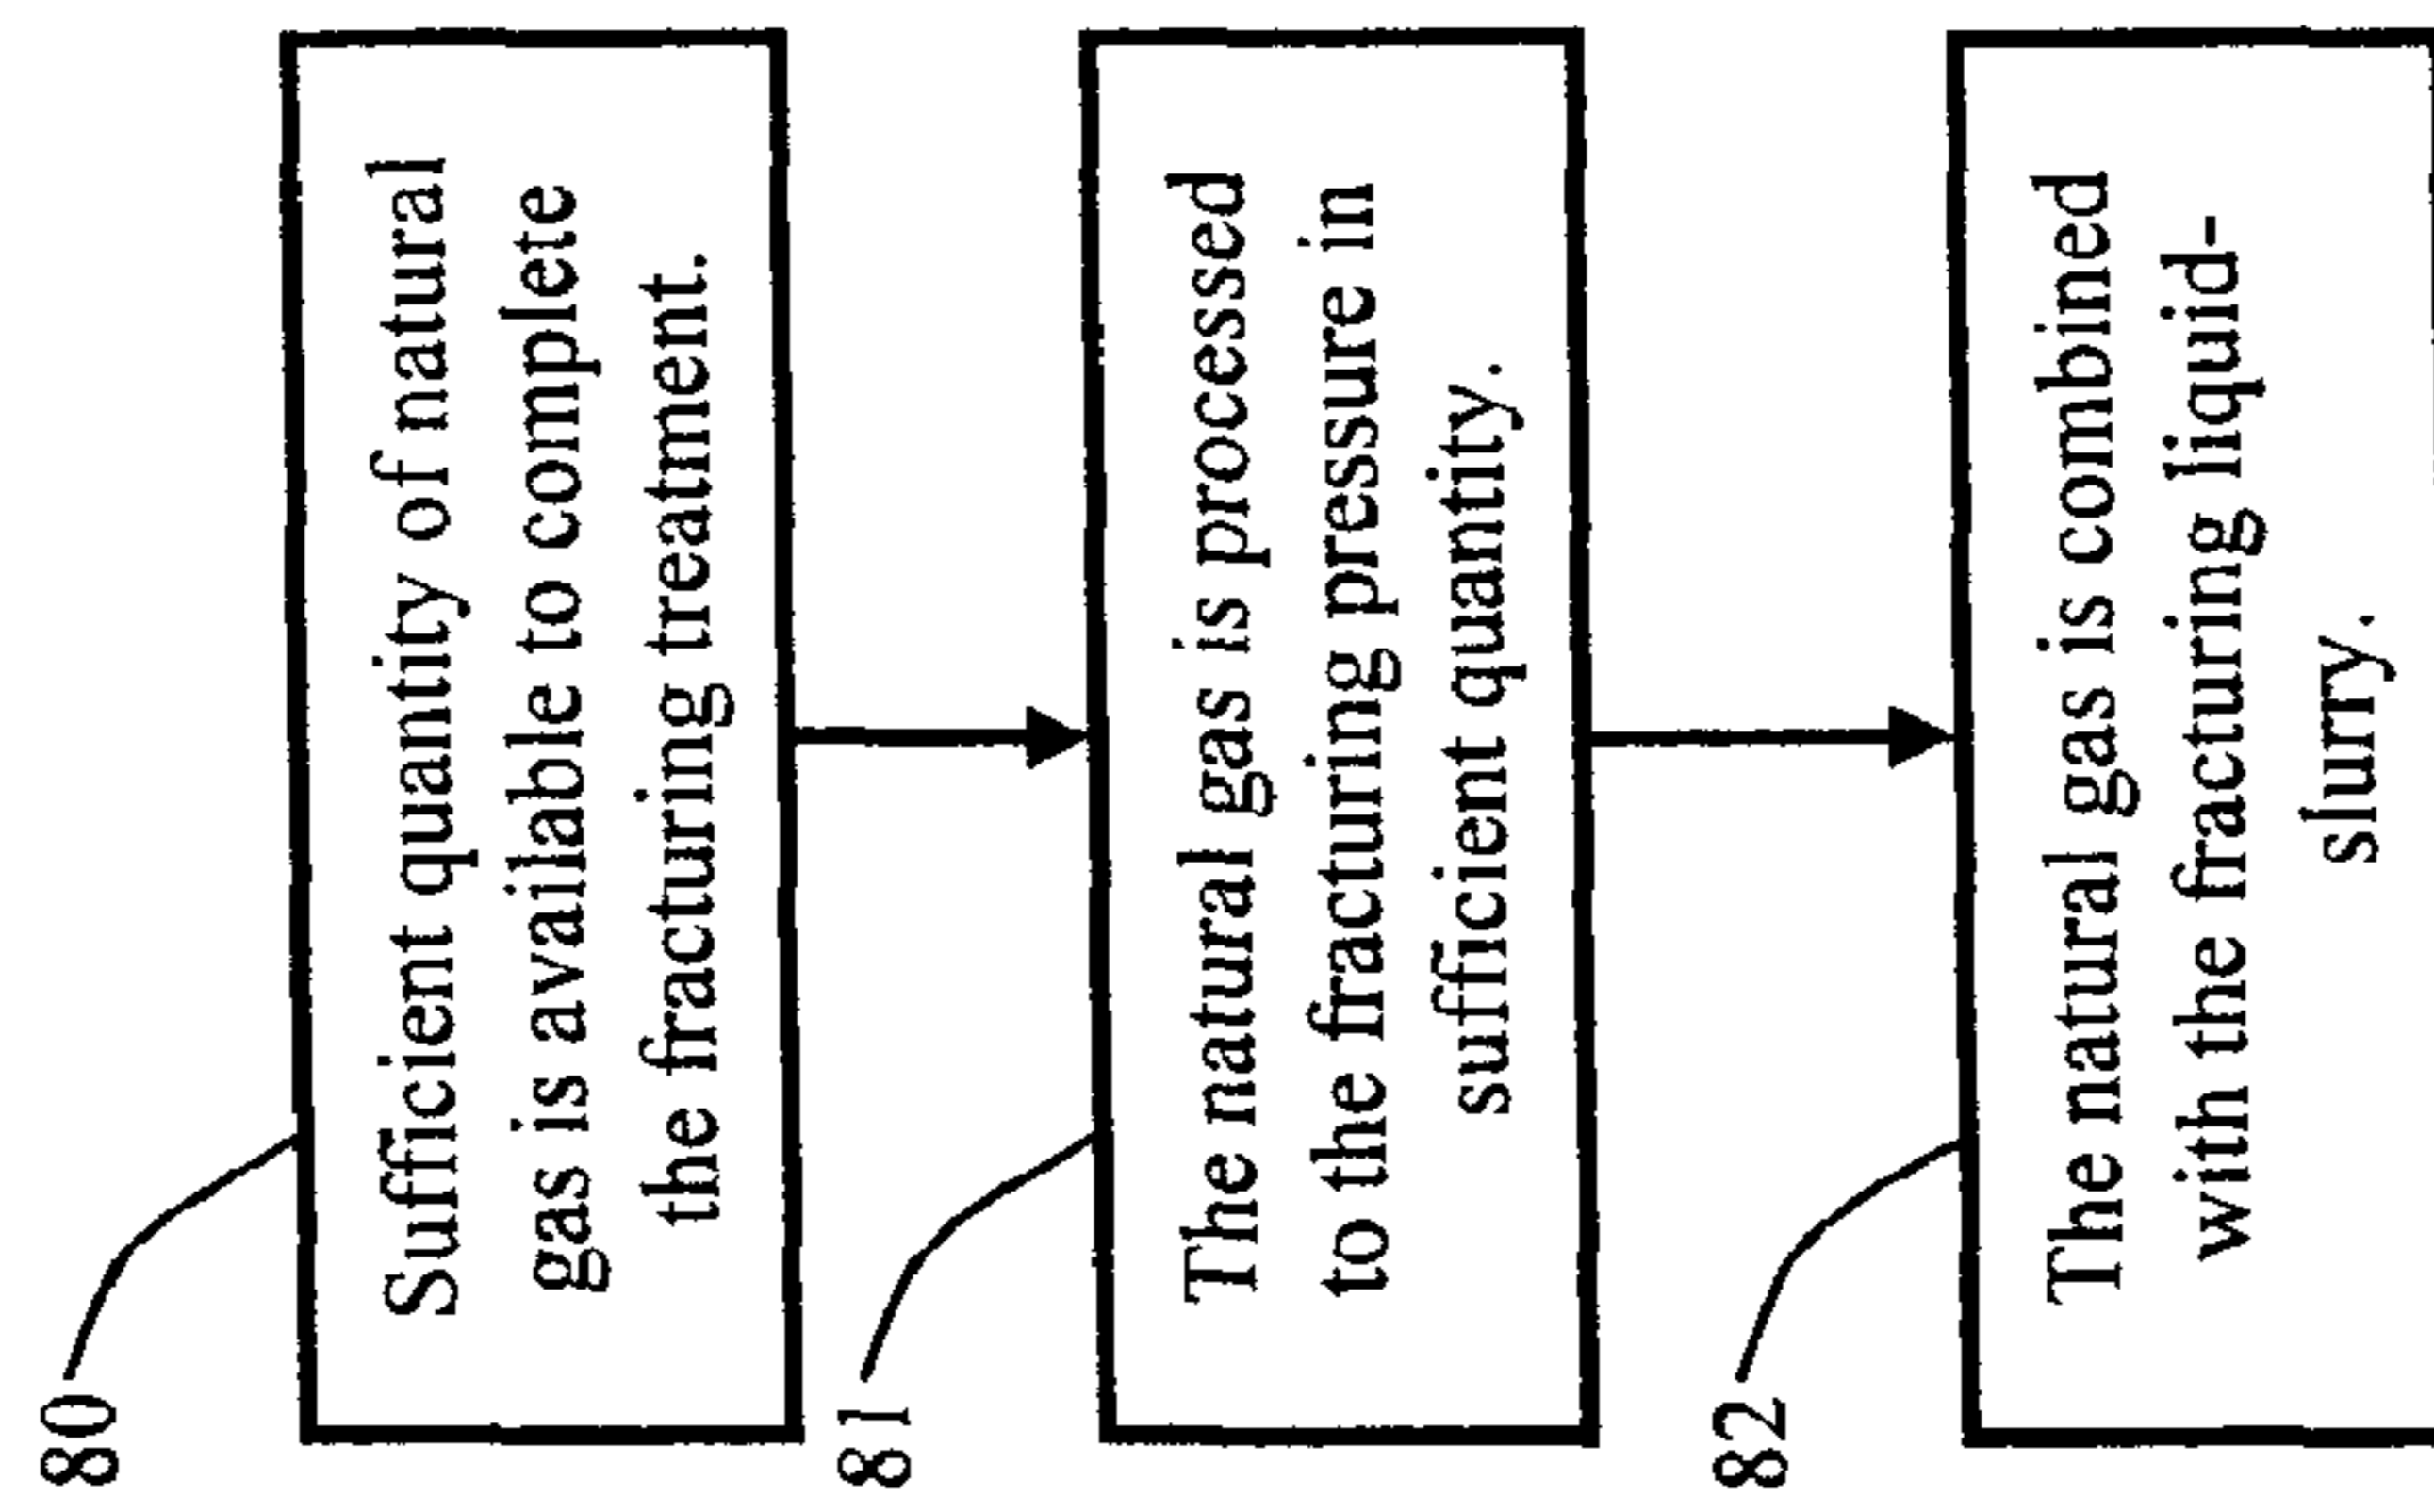 80
Sufficient quantity of natural
gas is available to complete
the fracturing treatment.
81
The natural gas is processed
to the fracturing pressure in
sufficient quantity.
82
The natural gas is combined
with the fracturing liquid-
slurry.